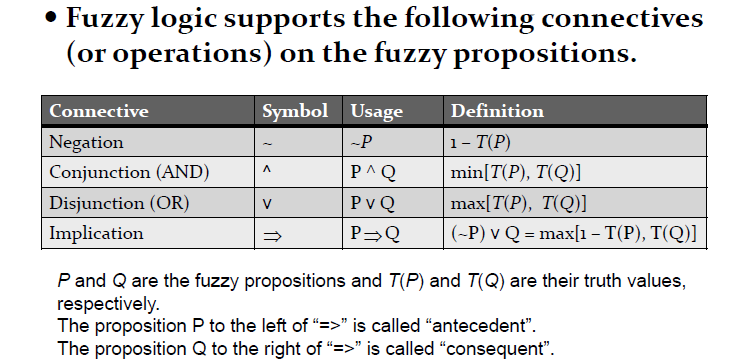 • Fuzzy logic supports the following connectives
(or operations) on the fuzzy propositions.
Connective Symbol Usage Definition
Negation ~ ~P 1 – T(P)
Conjunction (AND) ^ P ^ Q min[T(P), T(Q)]
Disjunction (OR) v P v Q max[T(P), T(Q)]
Implication ⇒ P⇒Q (~P) v Q = max[1 – T(P), T(Q)]
P and Q are the fuzzy propositions and T(P) and T(Q) are their truth values,
respectively.
The proposition P to the left of “=>” is called “antecedent”.
The proposition Q to the right of “=>” is called “consequent”.